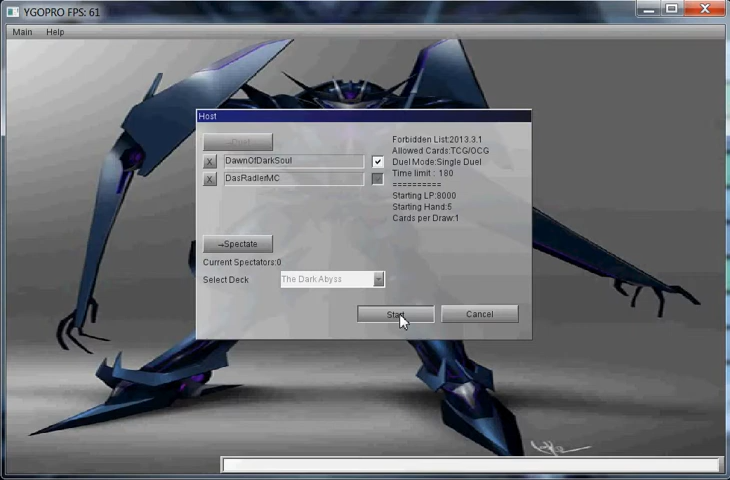 YGOPRO FPS: 61
Main Help
Host
X DawnOfDarkSoul
X DasRadlerMC
Forbidden List:2013.3.1
Allowed Cards:TCG/OCG
Duel Mode:Single Duel
Time limit : 180
==========
Starting LP:8000
Starting Hand:5
Cards per Draw:1
→Spectate
Current Spectators:0
Select Deck The Dark Abyss
Start Cancel